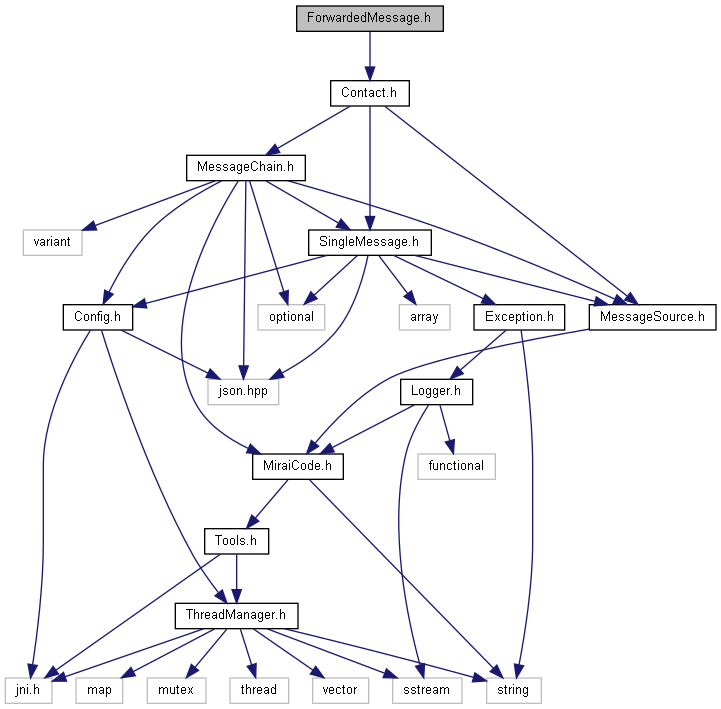 ForwardedMessage.h
Contact.h
MessageChain.h
variant
SingleMessage.h
Config.h
optional
array
Exception.h
MessageSource.h
json.hpp
Logger.h
MiraiCode.h
functional
Tools.h
ThreadManager.h
jni.h
map
mutex
thread
vector
sstream
string